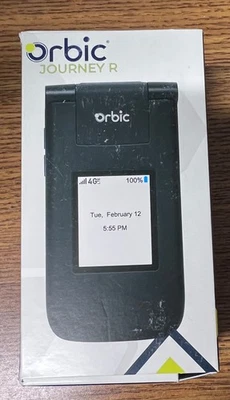 Orbic
JOURNEY R
Orbic
4G 100%
Tue, February 12
5:55 PM